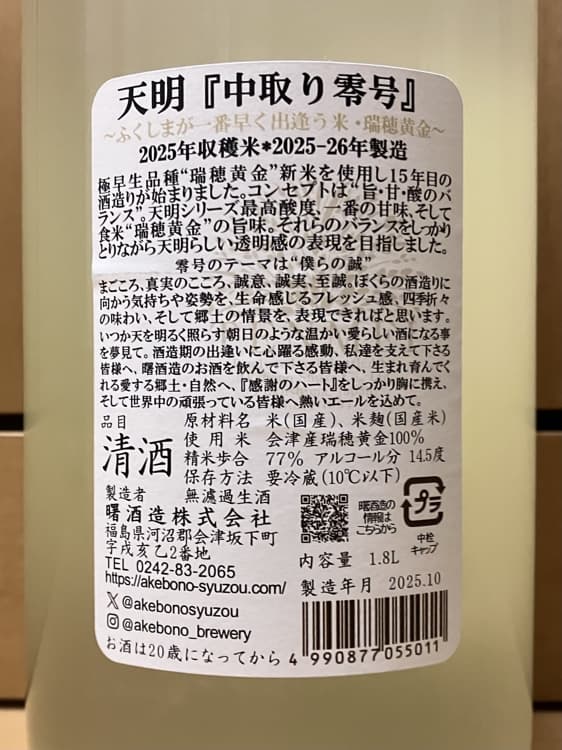 天明『中取り零号』
～ふくしまが一番早く出逢う米・瑞穂黄金～
2025年収穫米*2025-26年製造
極早生品種“瑞穂黄金”新米を使用し15年目の
酒造りが始まりました。コンセプトは“旨・甘・酸のバ
ランス”。天明シリーズ最高酸度、一番の甘味、そして
食米“瑞穂黄金”の旨味。それらのバランスをしっかり
とりながら天明らしい透明感の表現を目指しました。
零号のテーマは“僕らの誠”
まごころ、真実のこころ、誠意、誠実、至誠。ぼくらの酒造りに
向かう気持ちや姿勢を、生命感じるフレッシュ感、四季折々
の味わい、そして郷土の情景を、表現できればと思います。
いつか天を明るく照らす朝日のような温かい愛らしい酒になる事
を夢見て。酒造期の出逢いに心躍る感動、私達を支えて下さる
皆様へ、曙酒造のお酒を飲んで下さる皆様へ、生まれ育んでく
れる愛する郷土・自然へ、『感謝のハート』をしっかり胸に携え、
そして世界中の頑張っている皆様へ熱いエールを込めて。
品目
清酒
原材料名 米(国産)、米麹(国産米)
使用米 会津産瑞穂黄金100%
精米歩合 77% アルコール分 14.5度
保存方法 要冷蔵(10℃以下)
製造者 無濾過生酒
曙酒造株式会社
福島県河沼郡会津坂下町
字戌亥乙2番地
TEL 0242-83-2065
https://akebono-syuzou.com/
@akebonosyuzou
@akebono_brewery
お酒は20歳になってから
曙酒造の
情報は
こちらから
プラ
中栓
キャップ
内容量 1.8L
製造年月 2025.10
4 990877 055011